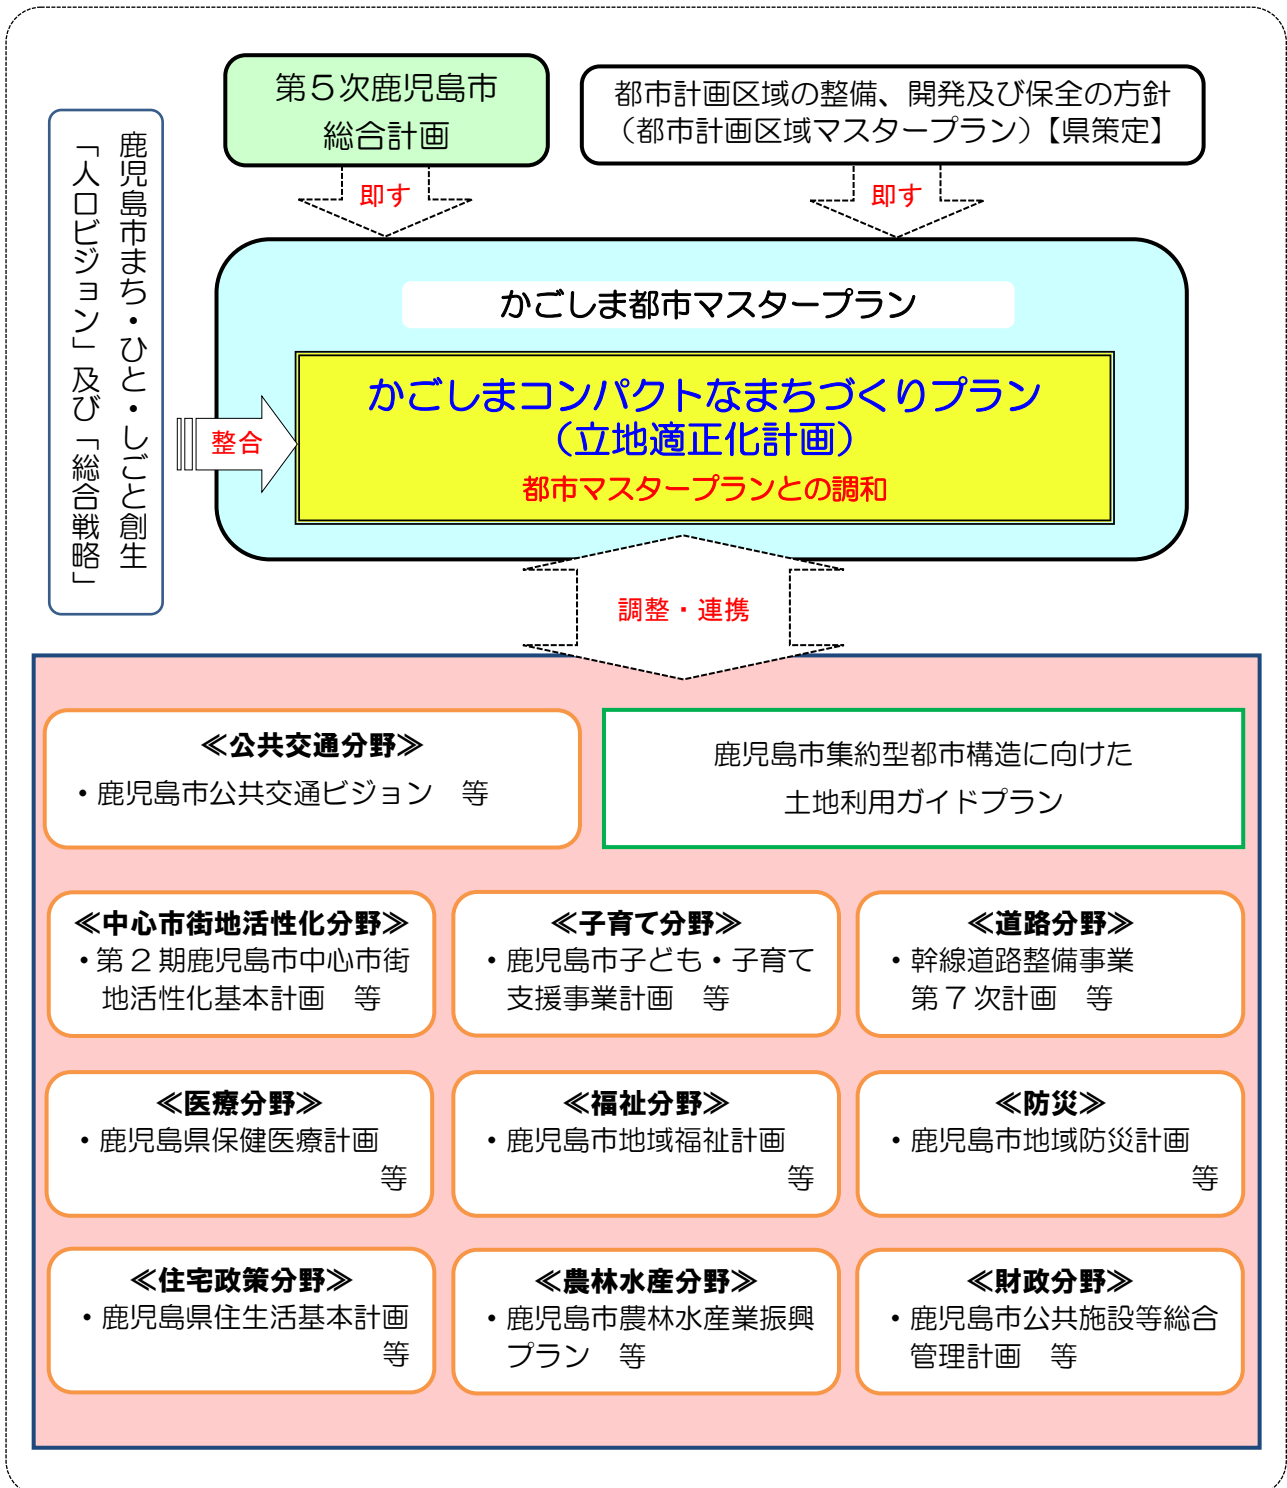 第5次鹿児島市
総合計画
都市計画区域の整備、開発及び保全の方針
（都市計画区域マスタープラン）【県策定】
鹿児島市まち・ひと・しごと創生
「人口ビジョン」及び「総合戦略」
即す
即す
かごしま都市マスタープラン
かごしまコンパクトなまちづくりプラン
（立地適正化計画）
都市マスタープランとの調和
整合
調整・連携
≪公共交通分野≫
・鹿児島市公共交通ビジョン　等
鹿児島市集約型都市構造に向けた
土地利用ガイドプラン
≪中心市街地活性化分野≫
・第２期鹿児島市中心市街
地活性化基本計画　等
≪子育て分野≫
・鹿児島市子ども・子育て
支援事業計画　等
≪道路分野≫
・幹線道路整備事業
第７次計画　等
≪医療分野≫
・鹿児島県保健医療計画
等
≪福祉分野≫
・鹿児島市地域福祉計画
等
≪防災≫
・鹿児島市地域防災計画
等
≪住宅政策分野≫
・鹿児島県住生活基本計画
等
≪農林水産分野≫
・鹿児島市農林水産業振興
プラン　等
≪財政分野≫
・鹿児島市公共施設等総合
管理計画　等